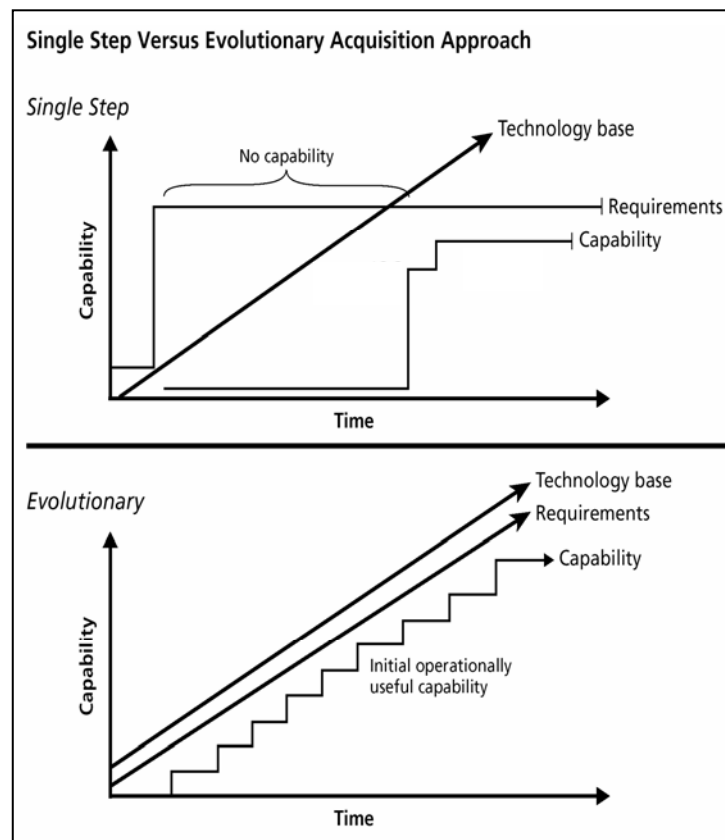 Single Step Versus Evolutionary Acquisition Approach
Single Step
Technology base
No capability
Requirements
Capability
Capability
Time
Evolutionary
Technology base
Requirements
Capability
Capability
Initial operationally
useful capability
Time